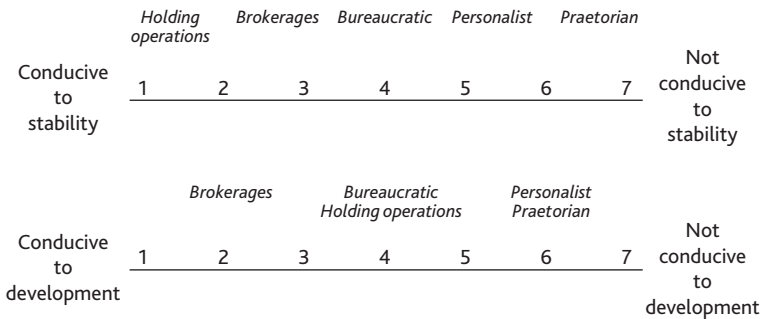 Holding Brokerages Bureaucratic Personalist Praetorian
operations
Conducive
to
stability
1 2 3 4 5 6 7
Not
conducive
to
stability
Brokerages Bureaucratic Personalist
Holding operations Praetorian
Conducive
to
development
1 2 3 4 5 6 7
Not
conducive
to
development